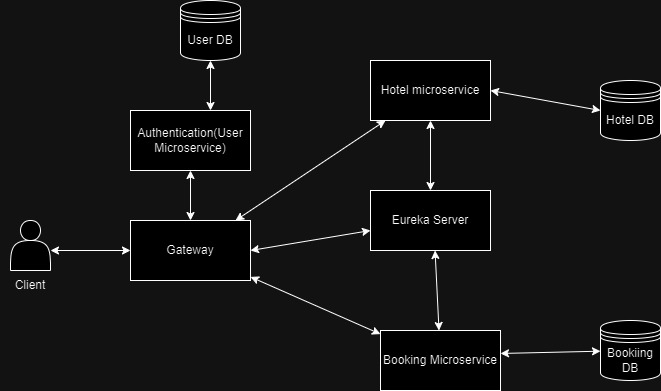 User DB
Hotel microservice
Hotel DB
Authentication(User
Microservice)
Eureka Server
Gateway
Client
Booking Microservice
Bookiing
DB